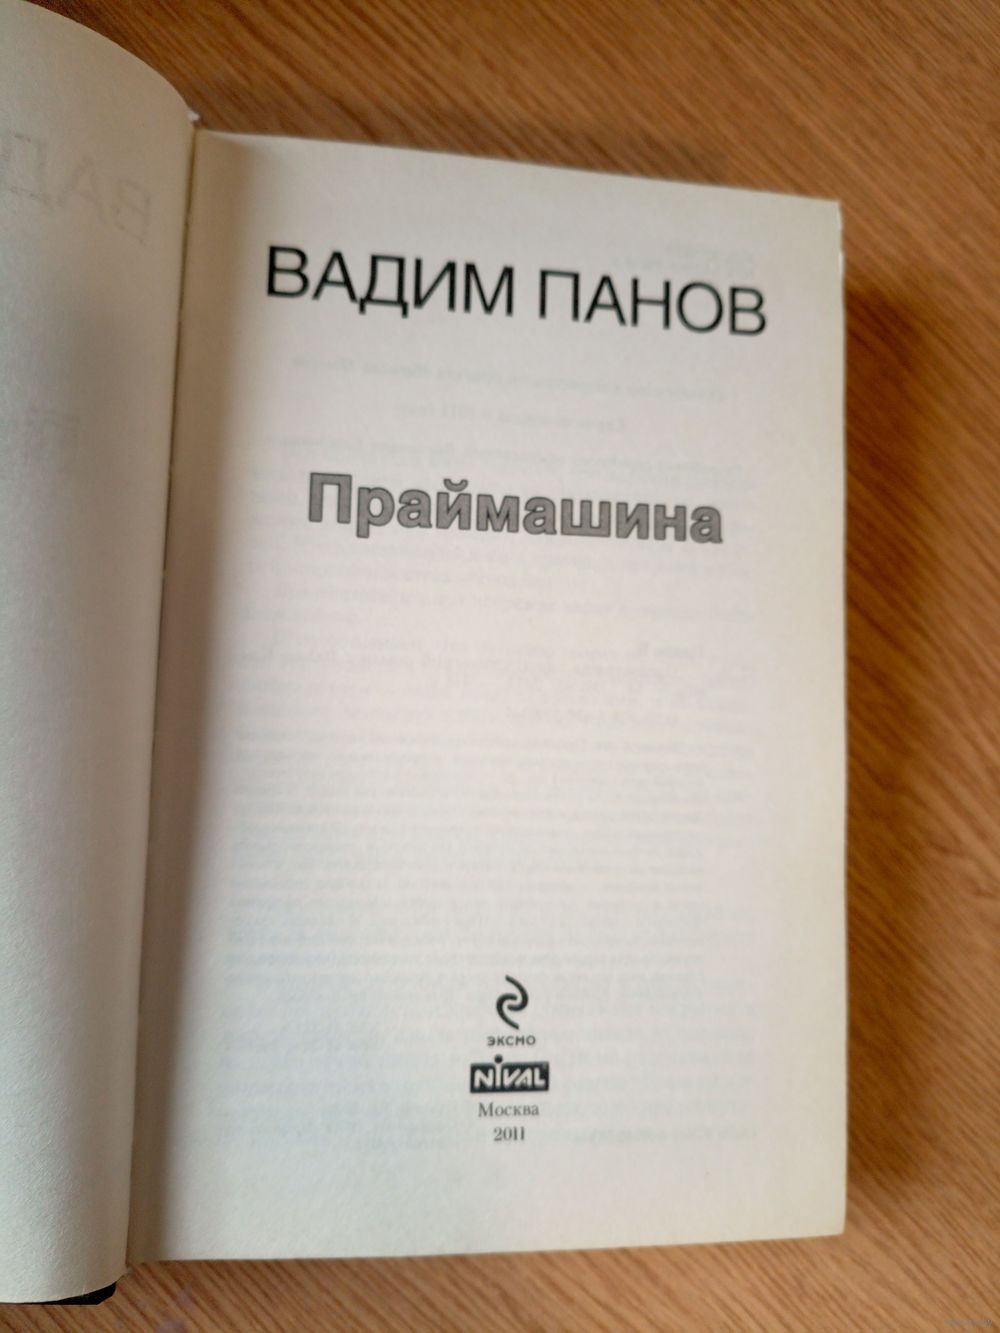 ВАДИМ ПАНОВ
Праймашина
ЭКСМО
NIVAL
Москва
2011